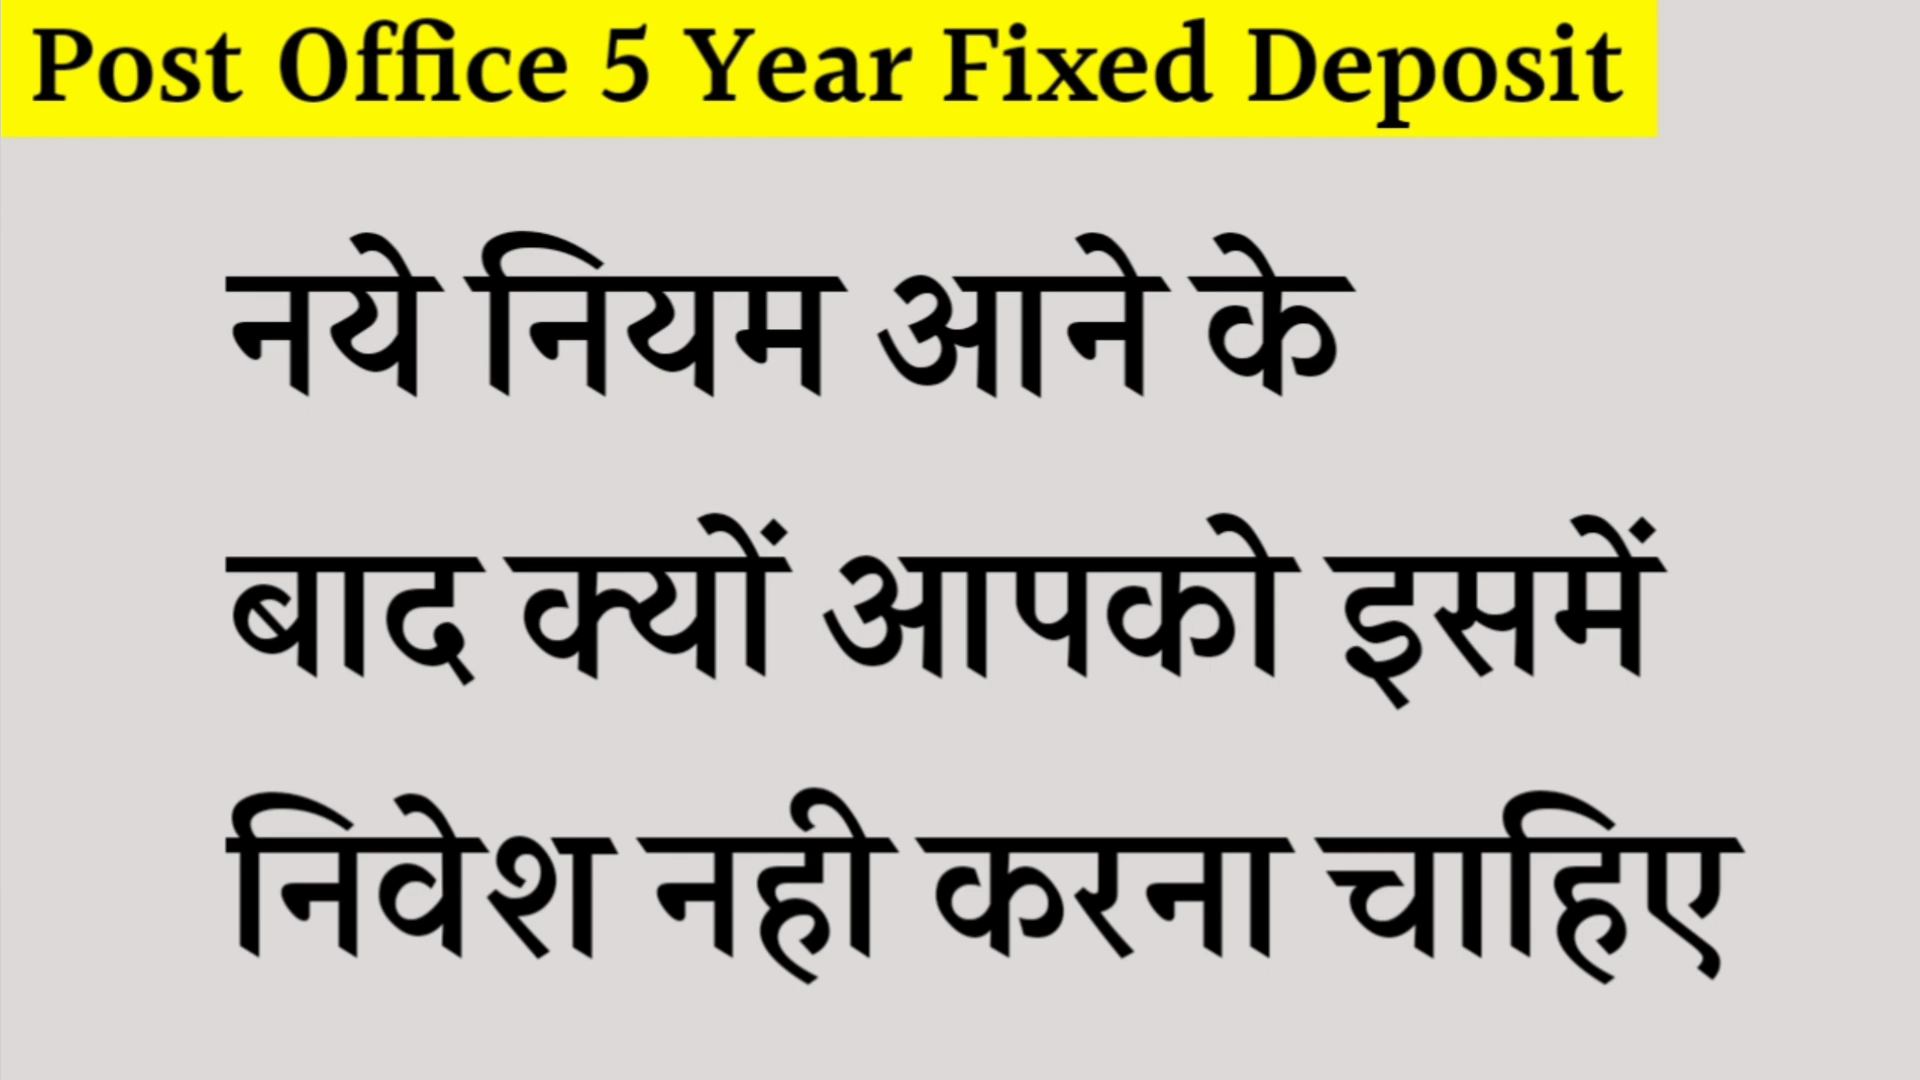 Post Office 5 Year Fixed Deposit
नये नियम आने के
बाद क्यों आपको इसमें
निवेश नही करना चाहिए